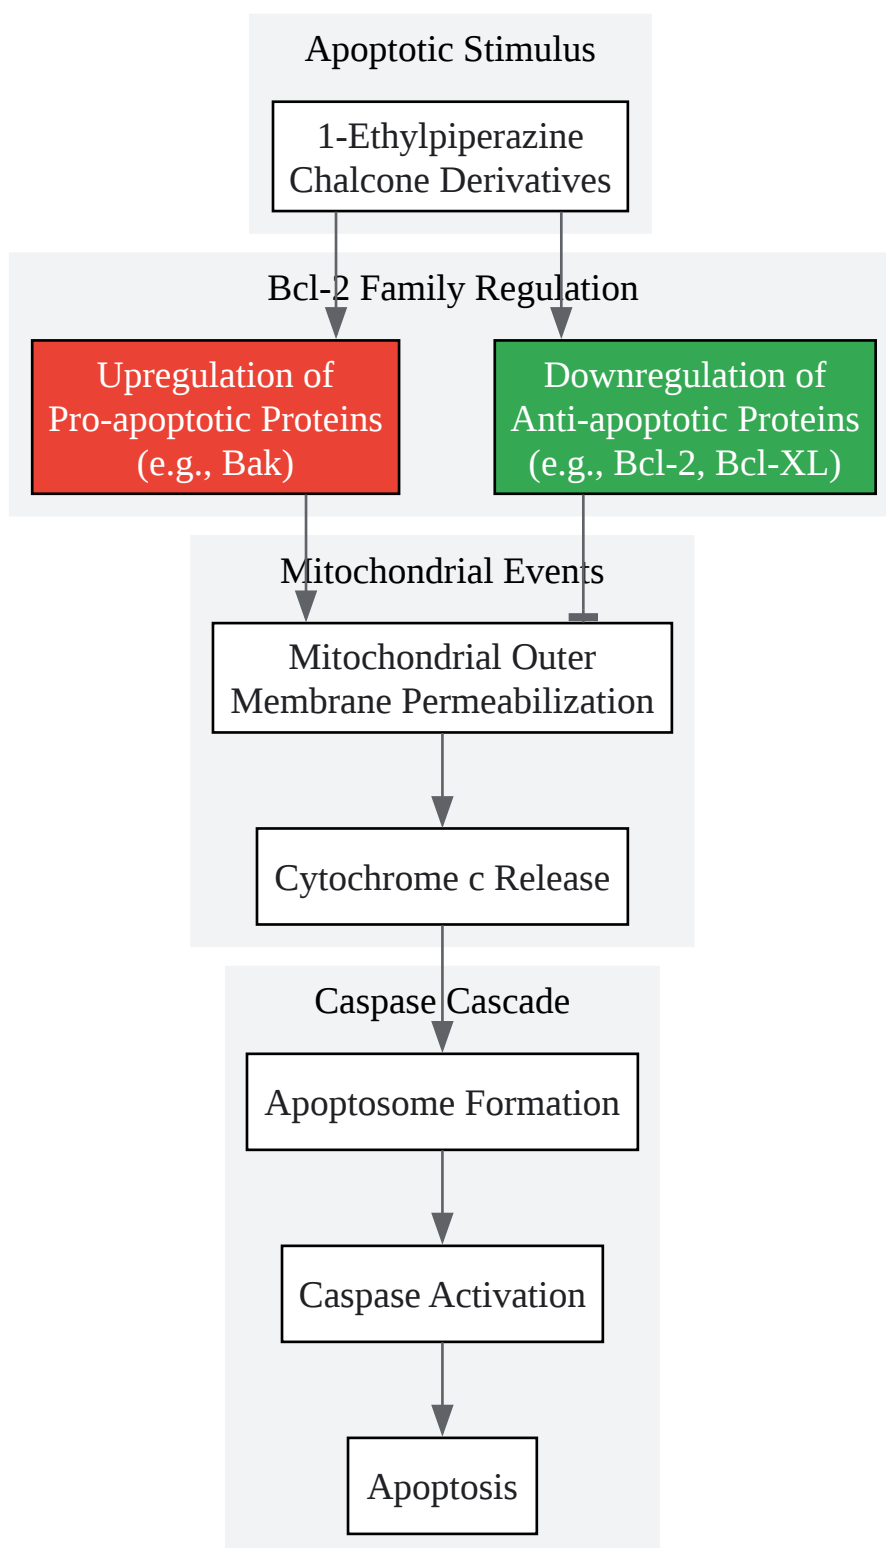 Apoptotic Stimulus
1-Ethylpiperazine
Chalcone Derivatives
Bcl-2 Family Regulation
Upregulation of
Pro-apoptotic Proteins
(e.g., Bak)
Downregulation of
Anti-apoptotic Proteins
(e.g., Bcl-2, Bcl-XL)
Mitochondrial Events
Mitochondrial Outer
Membrane Permeabilization
Cytochrome c Release
Caspase Cascade
Apoptosome Formation
Caspase Activation
Apoptosis